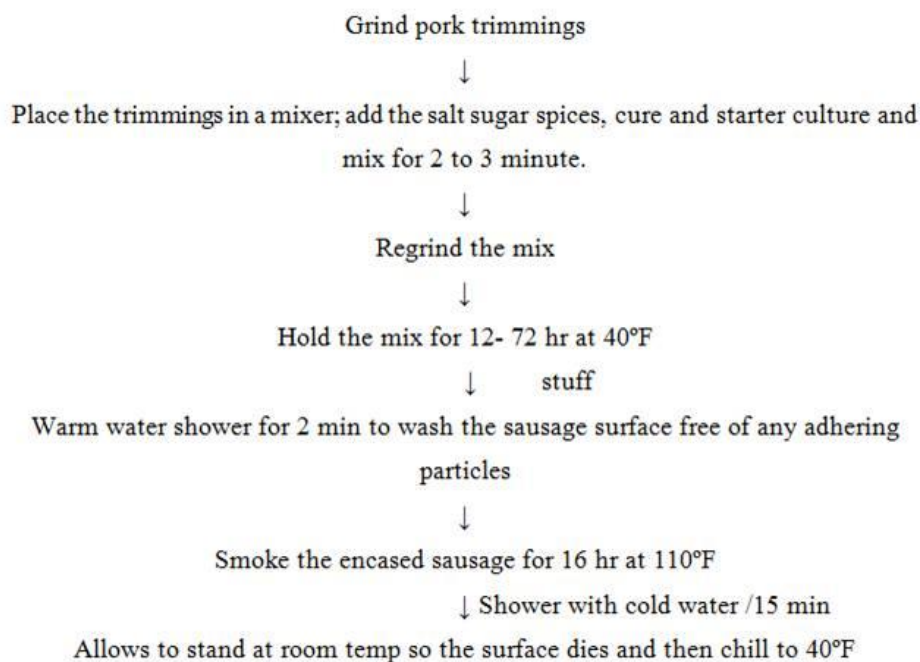 Grind pork trimmings
↓
Place the trimmings in a mixer; add the salt sugar spices, cure and starter culture and
mix for 2 to 3 minute.
↓
Regrind the mix
↓
Hold the mix for 12- 72 hr at 40ºF
↓ stuff
Warm water shower for 2 min to wash the sausage surface free of any adhering
particles
↓
Smoke the encased sausage for 16 hr at 110ºF
↓ Shower with cold water /15 min
Allows to stand at room temp so the surface dies and then chill to 40ºF